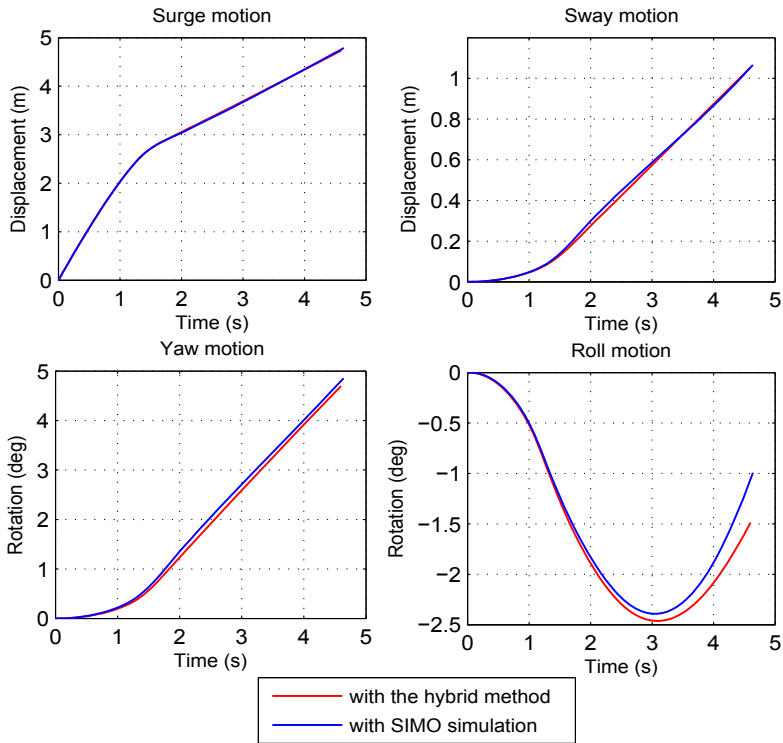 Surge motion
Displacement (m)
5
4
3
2
1
0
0 1 2 3 4 5
Time (s)
Sway motion
Displacement (m)
1
0.8
0.6
0.4
0.2
0
0 1 2 3 4 5
Time (s)
Yaw motion
Rotation (deg)
5
4
3
2
1
0
0 1 2 3 4 5
Time (s)
Roll motion
Rotation (deg)
0
−0.5
−1
−1.5
−2
−2.5
0 1 2 3 4 5
Time (s)
with the hybrid method
with SIMO simulation